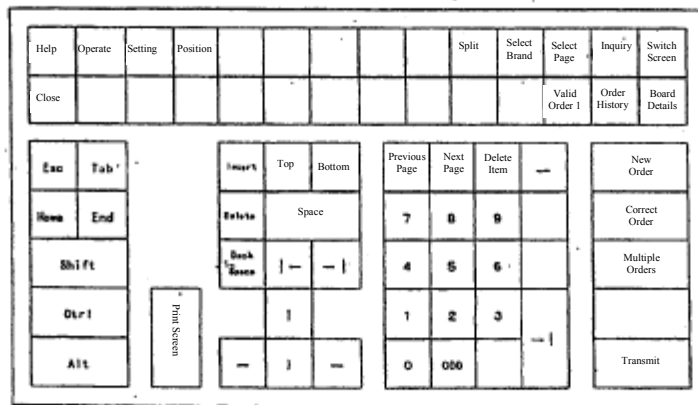 Help Operate Setting Position Split Select Brand Select Page Inquiry Switch Screen
Close Valid Order 1 Order History Board Details
Esc Tab Insert Top Bottom Previous Page Next Page Delete Item New Order
Home End Delete Space 7 8 9 Correct Order
Shift Back Space 4 5 6 Multiple Orders
Ctrl Print Screen 1 2 3
Alt 0 000 Transmit